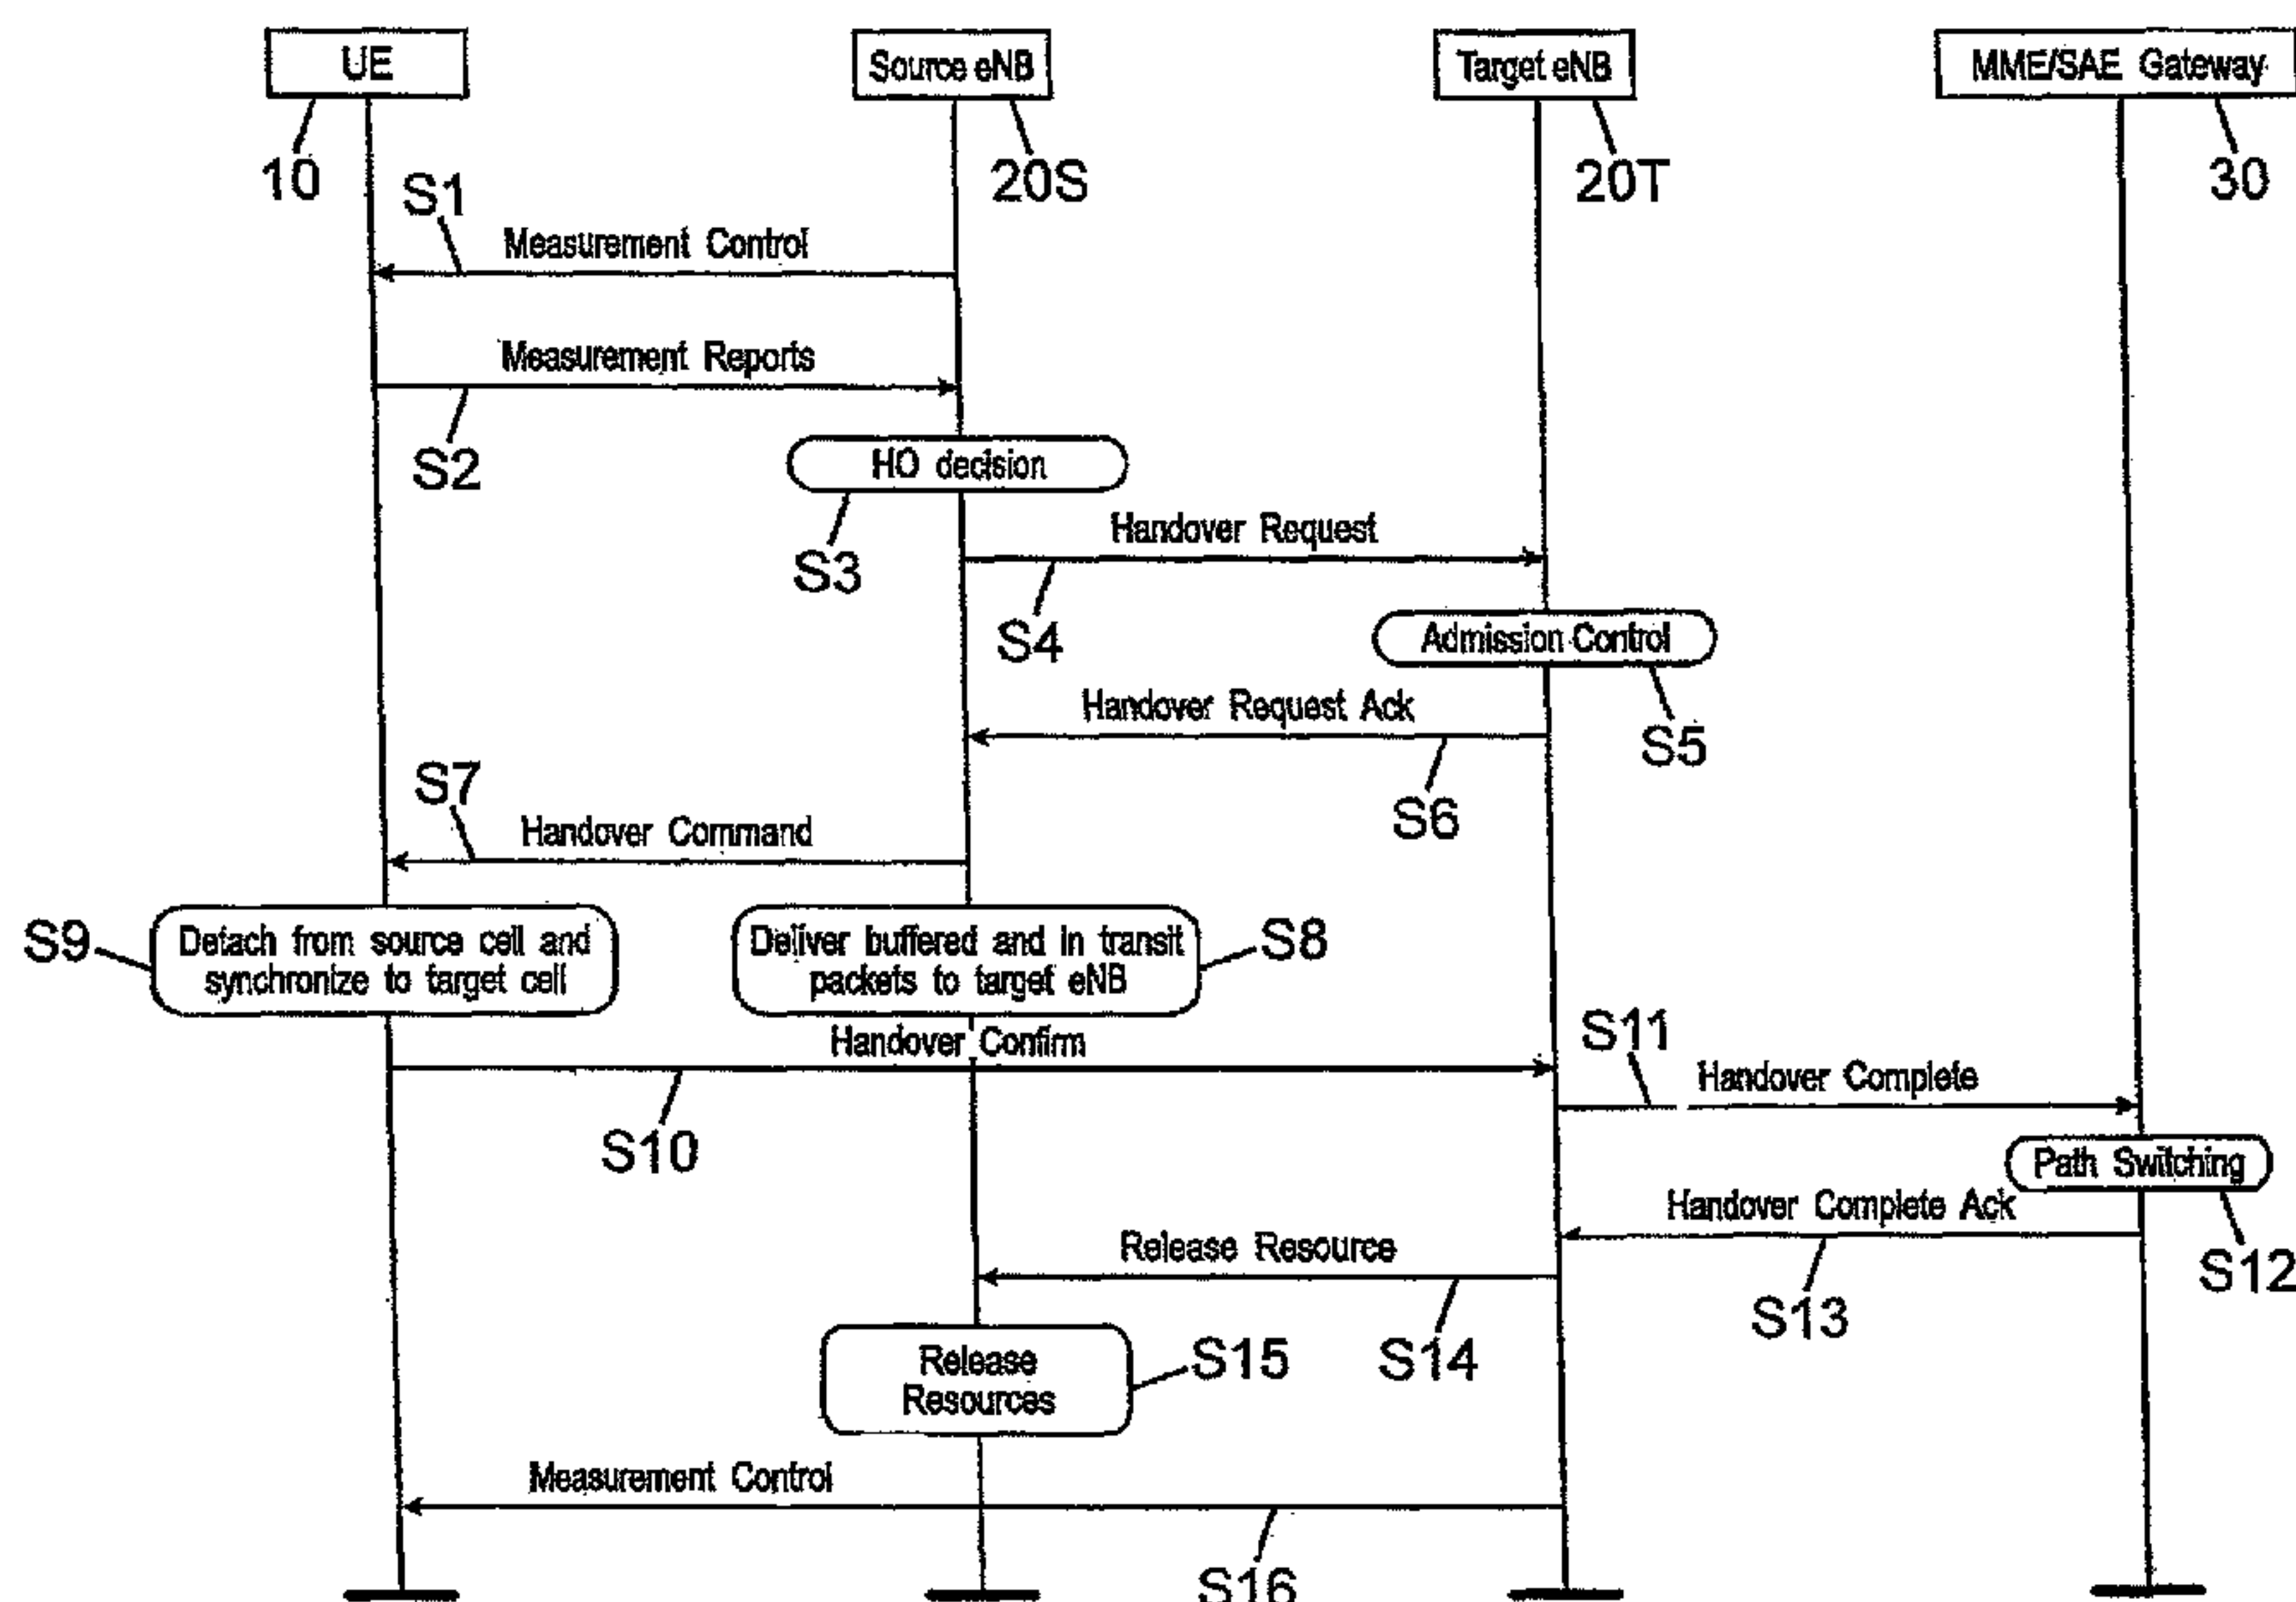 UE
Source eNB
Target eNB
MME/SAE Gateway
10
20S
20T
30
S1
Measurement Control
Measurement Reports
S2
HO decision
S3
Handover Request
S4
Admission Control
S5
Handover Request Ack
S6
S7
Handover Command
S9
Detach from source cell and
synchronize to target cell
Deliver buffered and in transit
packets to target eNB
S8
Handover Confirm
S10
S11
Handover Complete
Path Switching
S12
Handover Complete Ack
S13
Release Resource
S14
Release
Resources
S15
Measurement Control
S16